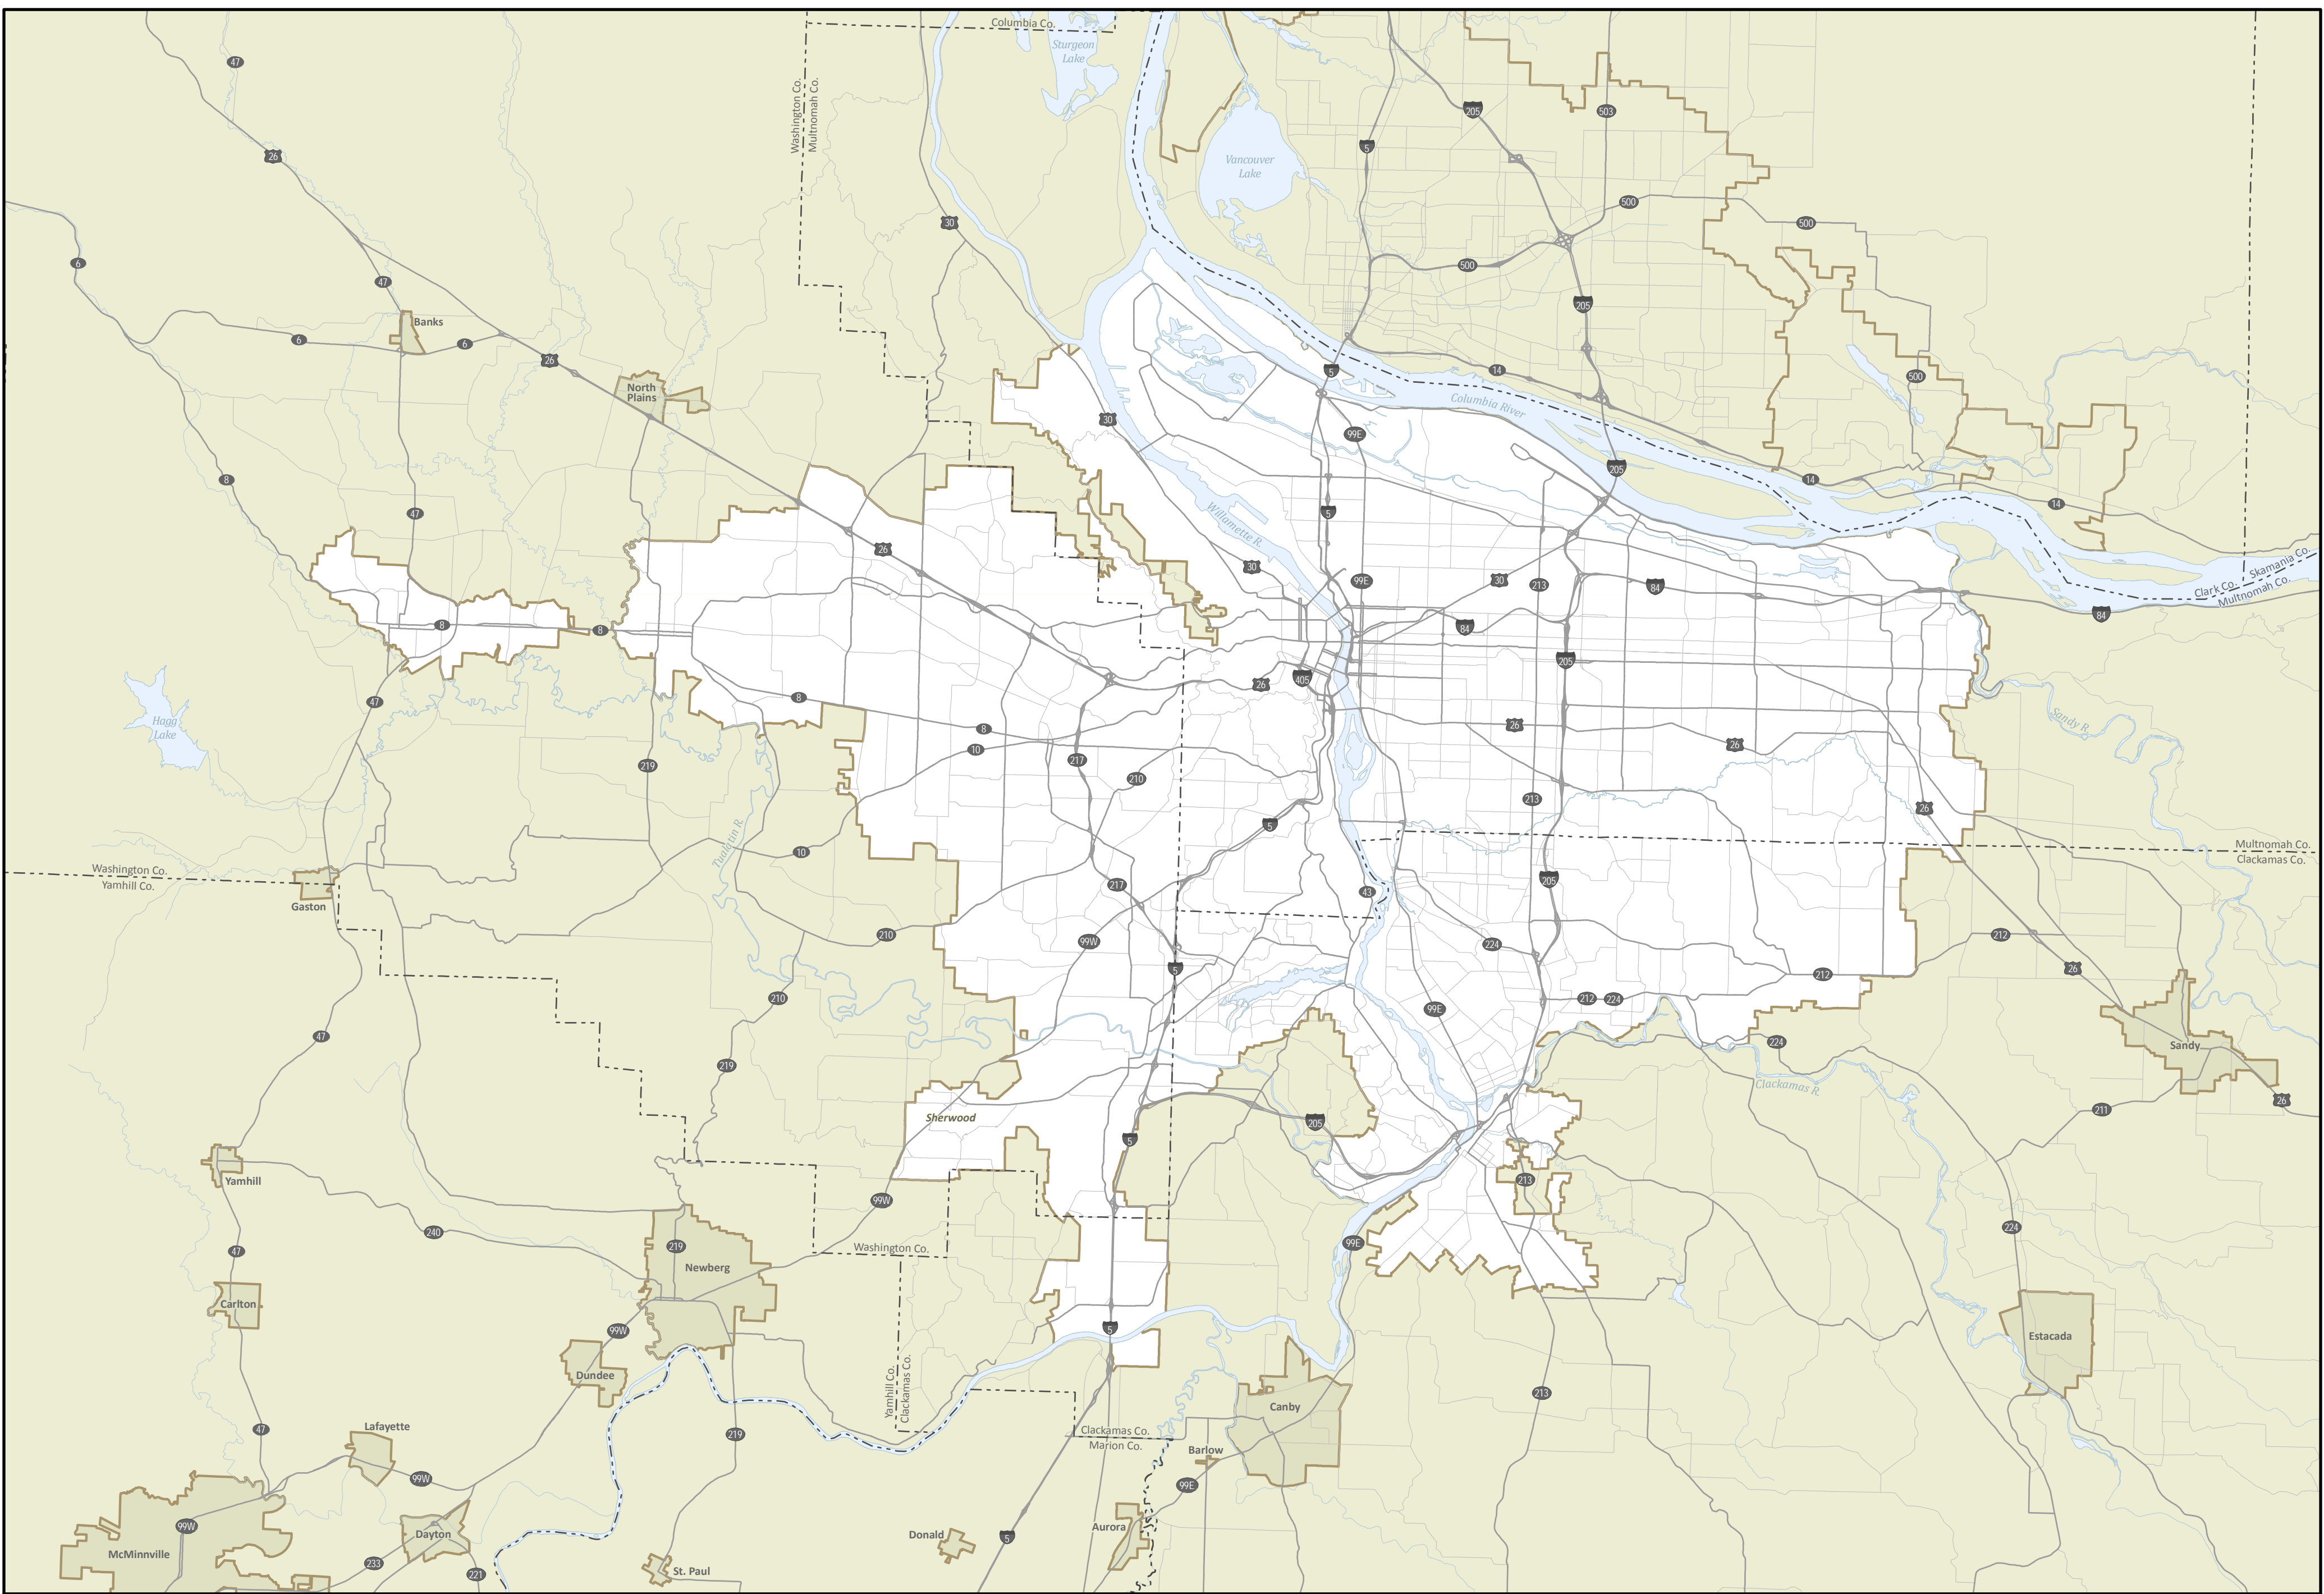 Columbia Co.
Sturgeon
Lake
47
Washington Co.
Multnomah Co.
205
503
5
26
Vancouver
Lake
500
30
500
6
500
47
205
Banks
6
6
26
14
5
500
North
Plains
Columbia River
30
99E
205
8
14
14
47
5
Willamette R.
26
Skamania Co.
Clark Co.
Multnomah Co.
30
99E
30
213
84
84
8
8
84
205
405
26
8
47
Hagg
Lake
Sandy R.
26
8
10
26
217
219
210
213
26
5
Tualatin R.
10
Multnomah Co.
Clackamas Co.
Washington Co.
Yamhill Co.
205
217
43
Gaston
210
99W
224
212
5
26
212
210
212
224
99E
47
224
Sandy
219
Clackamas R.
26
211
Sherwood
205
5
Yamhill
213
99W
224
240
219
99E
47
Washington Co.
Newberg
Carlton
5
99W
Estacada
Dundee
Yamhill Co.
Clackamas Co.
213
Canby
Lafayette
47
219
Clackamas Co.
Marion Co.
Barlow
99W
99E
99W
Dayton
Donald
5
Aurora
McMinnville
233
221
St. Paul